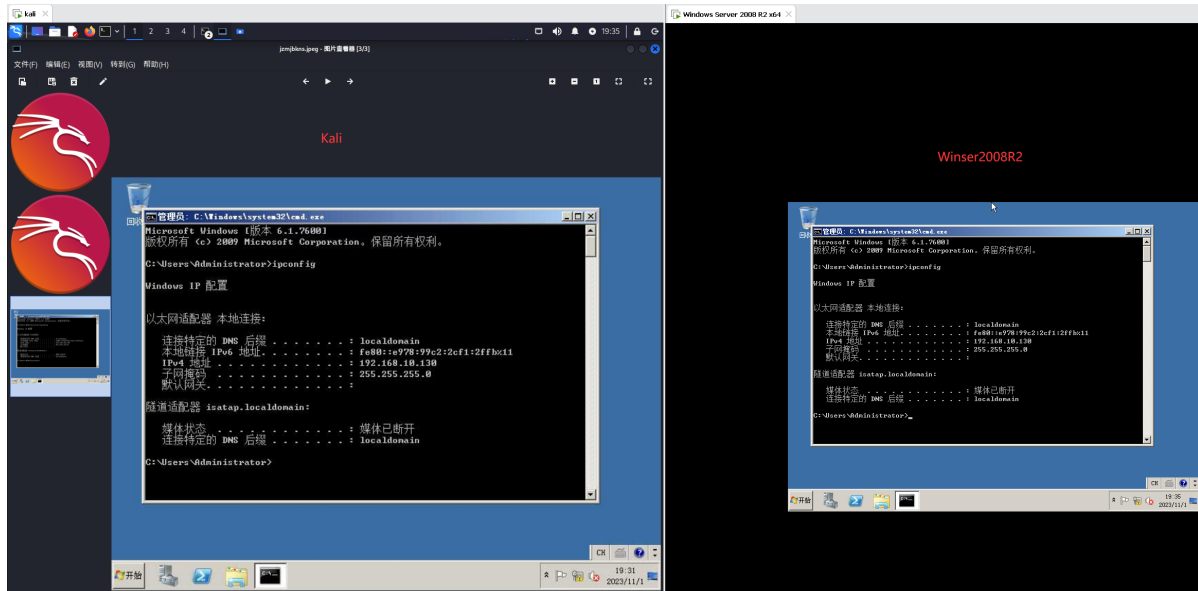 kali
Windows Server 2008 R2 x64
1 2 3 4
19:35
jzmjbkns.jpeg - 图片查看器 [3/3]
文件(F) 编辑(E) 视图(V) 转到(G) 帮助(H)
Kali
管理员: C:\Windows\system32\cmd.exe
Microsoft Windows [版本 6.1.7600]
版权所有 (c) 2009 Microsoft Corporation。保留所有权利。
C:\Users\Administrator>ipconfig
Windows IP 配置
以太网适配器 本地连接:
连接特定的 DNS 后缀 . . . . . . . : localdomain
本地链接 IPv6 地址. . . . . . . . : fe80::e978:99c2:2cf1:2ffb%11
IPv4 地址 . . . . . . . . . . . . : 192.168.10.130
子网掩码 . . . . . . . . . . . . : 255.255.255.0
默认网关. . . . . . . . . . . . . :
隧道适配器 isatap.localdomain:
媒体状态 . . . . . . . . . . . . : 媒体已断开
连接特定的 DNS 后缀 . . . . . . . : localdomain
C:\Users\Administrator>
CH
开始
19:31
2023/11/1
Winser2008R2
管理员: C:\Windows\system32\cmd.exe
Microsoft Windows [版本 6.1.7600]
版权所有 (c) 2009 Microsoft Corporation。保留所有权利。
C:\Users\Administrator>ipconfig
Windows IP 配置
以太网适配器 本地连接:
连接特定的 DNS 后缀 . . . . . . . : localdomain
本地链接 IPv6 地址. . . . . . . . : fe80::e978:99c2:2cf1:2ffb%11
IPv4 地址 . . . . . . . . . . . . : 192.168.10.130
子网掩码 . . . . . . . . . . . . : 255.255.255.0
默认网关. . . . . . . . . . . . . :
隧道适配器 isatap.localdomain:
媒体状态 . . . . . . . . . . . . : 媒体已断开
连接特定的 DNS 后缀 . . . . . . . : localdomain
C:\Users\Administrator>_
CH
开始
19:35
2023/11/1